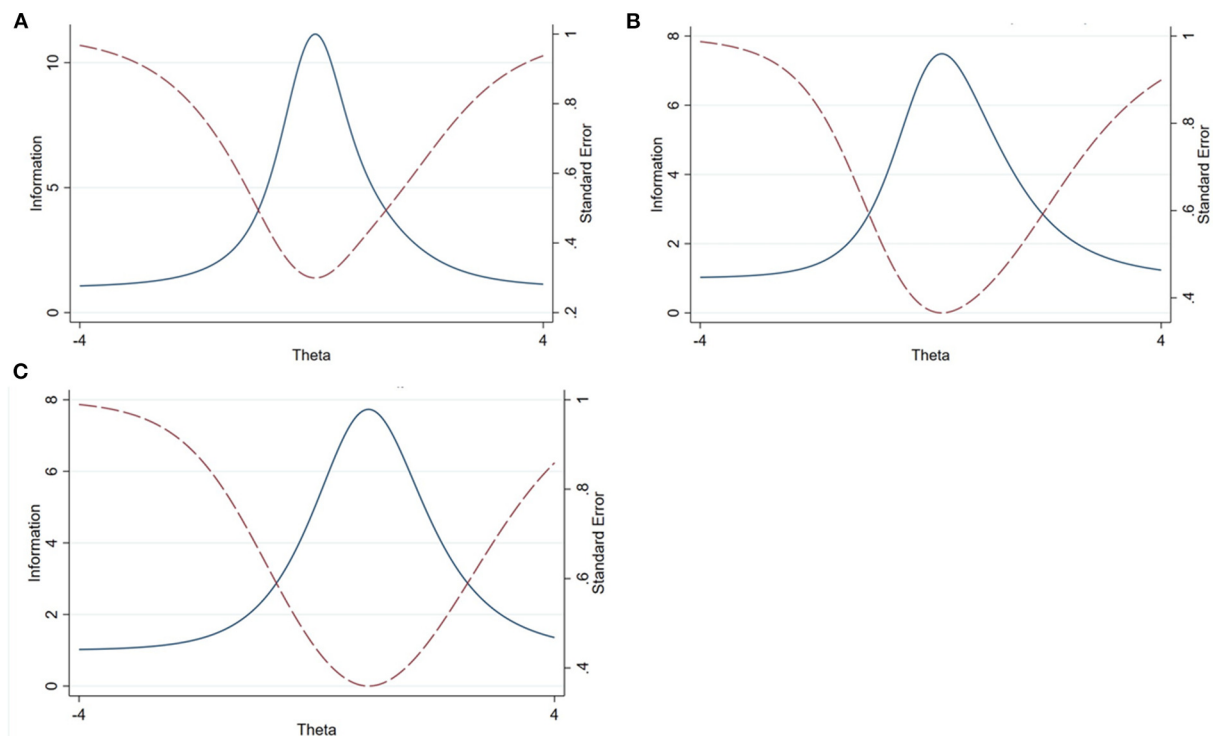 A
10
5
0
Information
1
.8
.6
.4
.2
Standard Error
-4
4
Theta
B
8
6
4
2
0
Information
1
.8
.6
.4
Standard Error
-4
4
Theta
C
8
6
4
2
0
Information
1
.8
.6
.4
Standard Error
-4
4
Theta